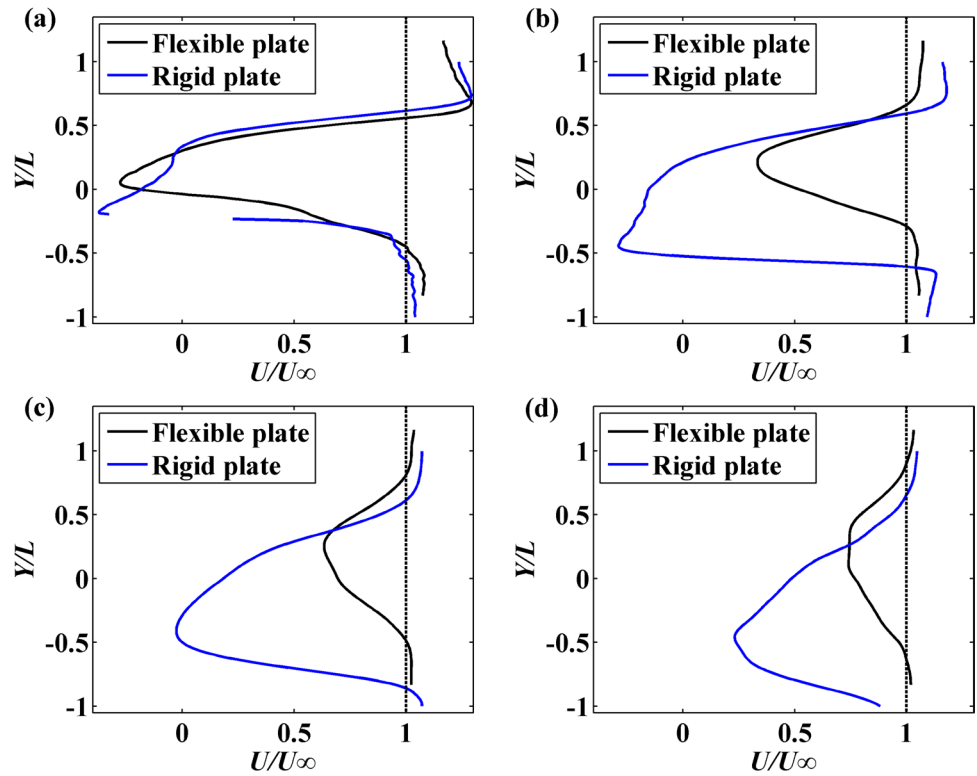 (a)
Flexible plate
Rigid plate
1
0.5
0
-0.5
-1
Y/L
0
0.5
1
U/U∞
(b)
Flexible plate
Rigid plate
1
0.5
0
-0.5
-1
Y/L
0
0.5
1
U/U∞
(c)
Flexible plate
Rigid plate
1
0.5
0
-0.5
-1
Y/L
0
0.5
1
U/U∞
(d)
Flexible plate
Rigid plate
1
0.5
0
-0.5
-1
Y/L
0
0.5
1
U/U∞